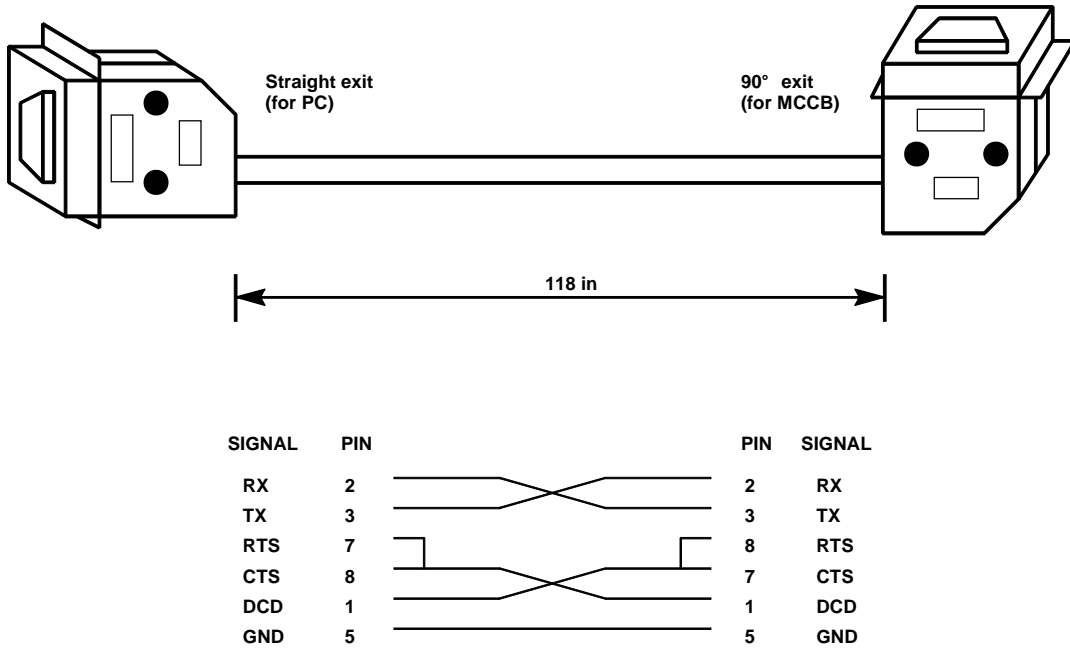 Straight exit
(for PC)
90° exit
(for MCCB)
118 in
SIGNAL PIN PIN SIGNAL
RX 2 2 RX
TX 3 3 TX
RTS 7 8 RTS
CTS 8 7 CTS
DCD 1 1 DCD
GND 5 5 GND